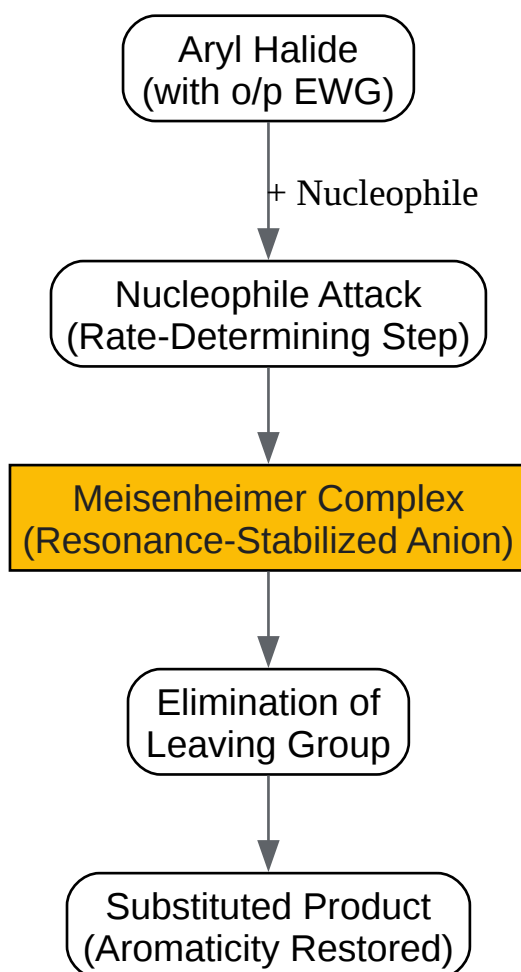 Aryl Halide
(with o/p EWG)
+ Nucleophile
Nucleophile Attack
(Rate-Determining Step)
Meisenheimer Complex
(Resonance-Stabilized Anion)
Elimination of
Leaving Group
Substituted Product
(Aromaticity Restored)